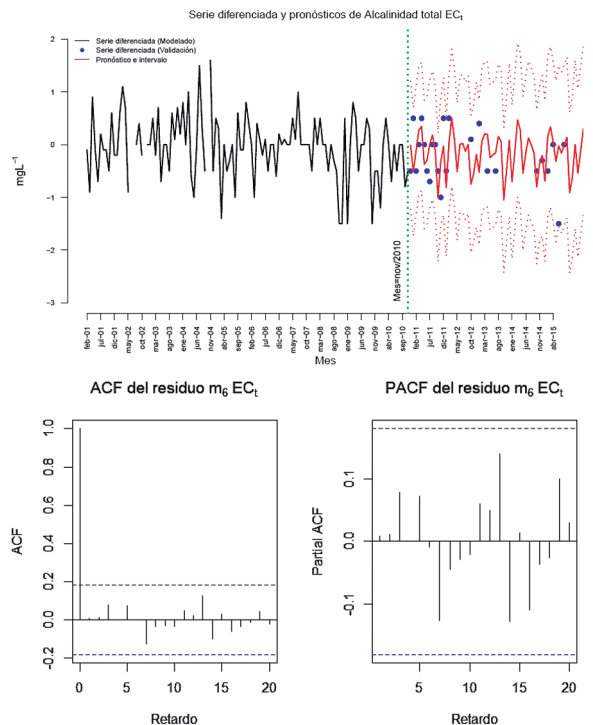 Serie diferenciada y pronósticos de Alcalinidad total ECt
Serie diferenciada (Modelado)
Serie diferenciada (Validación)
Pronóstico e intervalo
mgL−1
2
1
0
−1
−2
−3
Mes=nov/2010
feb-01
jul-01
dic-01
may-02
oct-02
mar-03
ago-03
ene-04
jun-04
nov-04
abr-05
sep-05
feb-06
jul-06
dic-06
may-07
oct-07
mar-08
ago-08
ene-09
jun-09
nov-09
abr-10
sep-10
feb-11
jul-11
dic-11
may-12
oct-12
mar-13
ago-13
ene-14
jun-14
nov-14
abr-15
Mes
ACF del residuo m6 ECt
ACF
1.0
0.8
0.6
0.4
0.2
0.0
-0.2
0 5 10 15 20
Retardo
PACF del residuo m6 ECt
Partial ACF
0.1
0.0
-0.1
5 10 15 20
Retardo